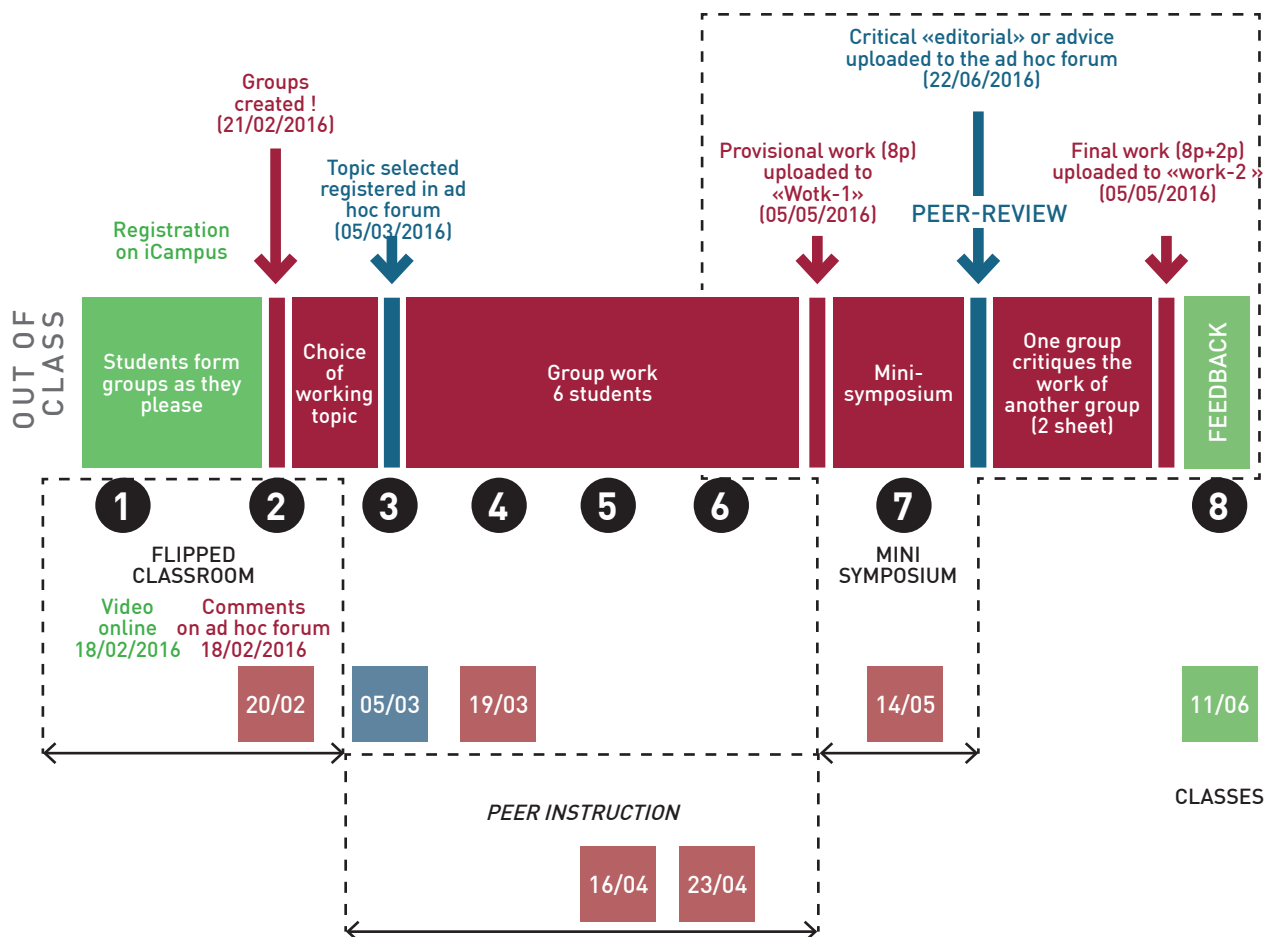 Critical «editorial» or advice
uploaded to the ad hoc forum
(22/06/2016)
Groups
created !
(21/02/2016)
Topic selected
registered in ad
hoc forum
(05/03/2016)
Provisional work (8p)
uploaded to
«Wotk-1»
(05/05/2016)
PEER-REVIEW
Final work (8p+2p)
uploaded to «work-2 »
(05/05/2016)
Registration
on iCampus
OUT OF
CLASS
Students form
groups as they
please
Choice
of
working
topic
Group work
6 students
Mini-
symposium
One group
critiques the
work of
another group
(2 sheet)
FEEDBACK
1
2
3
4
5
6
7
8
FLIPPED
CLASSROOM
MINI
SYMPOSIUM
Video
online
18/02/2016
Comments
on ad hoc forum
18/02/2016
20/02
05/03
19/03
14/05
11/06
CLASSES
PEER INSTRUCTION
16/04
23/04